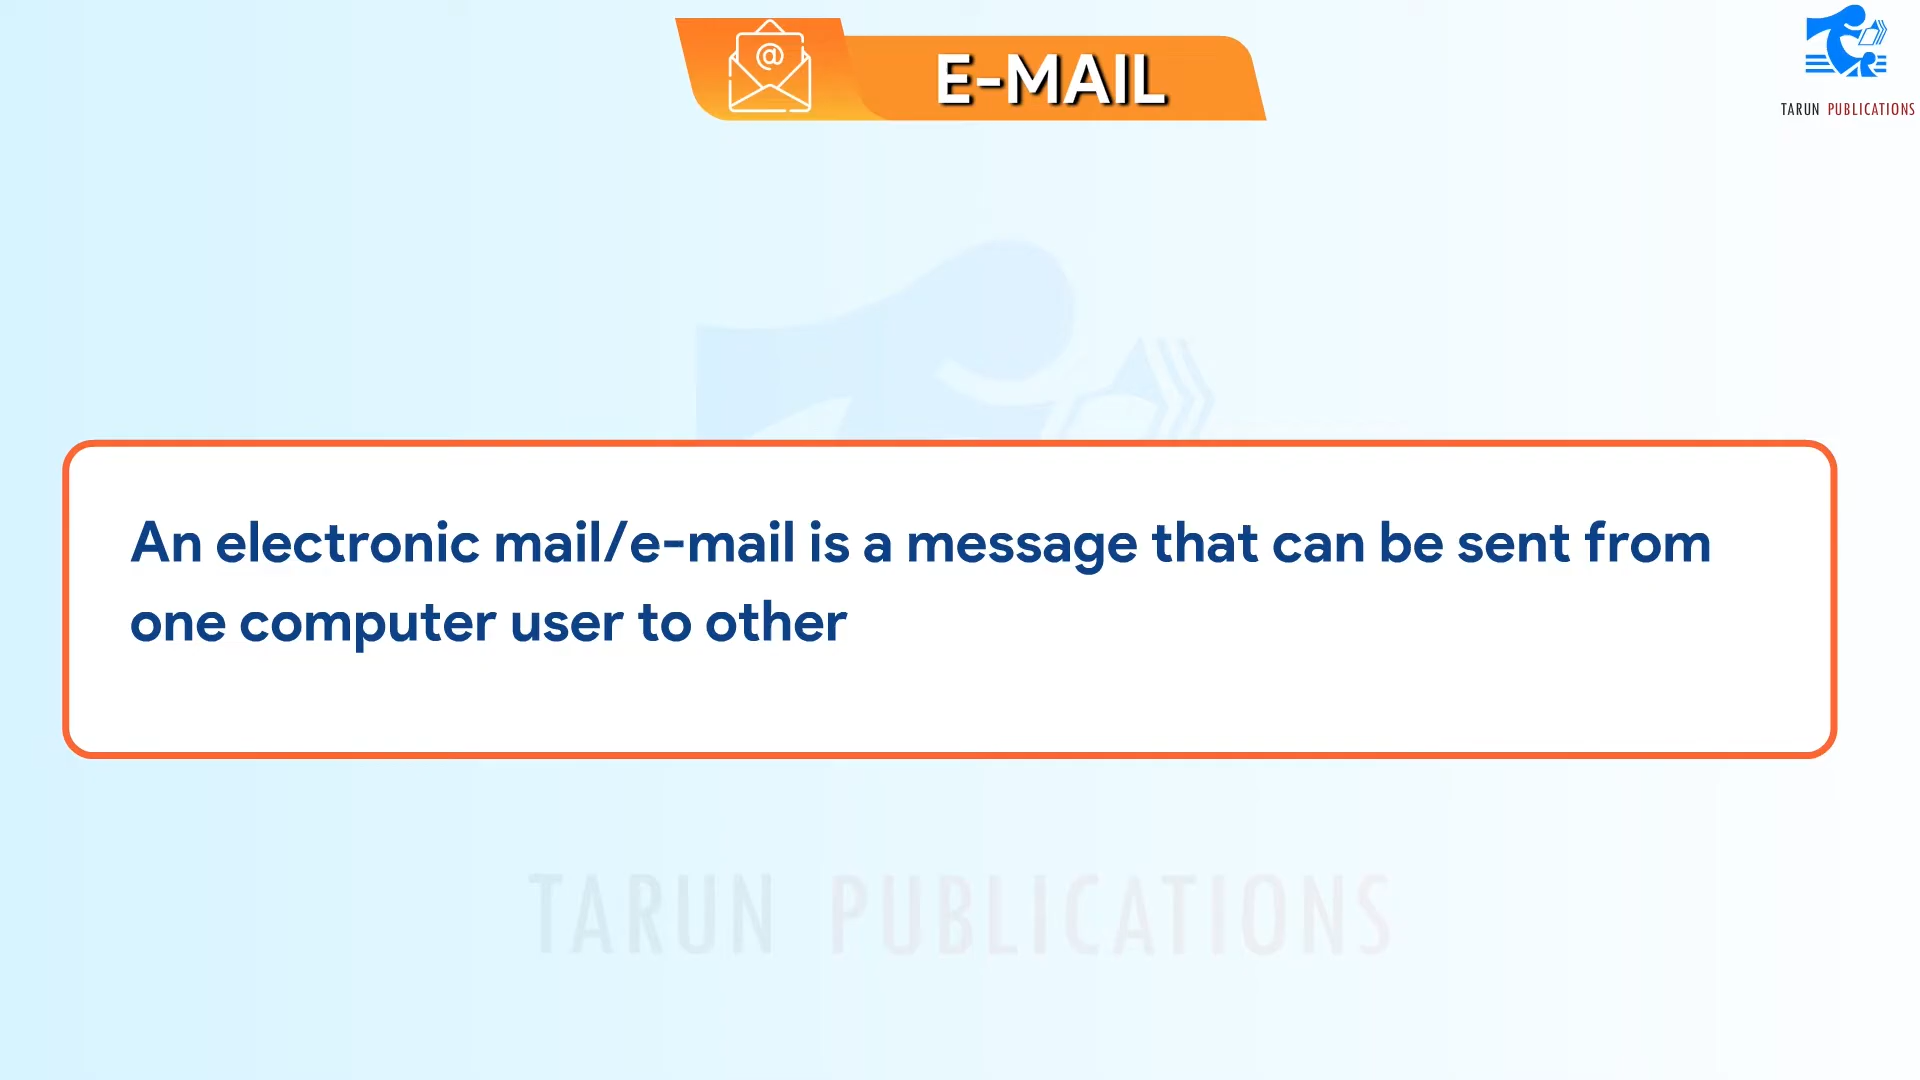 E-MAIL
TARUN PUBLICATIONS
An electronic mail/e-mail is a message that can be sent from
one computer user to other
TARUN PUBLICATIONS